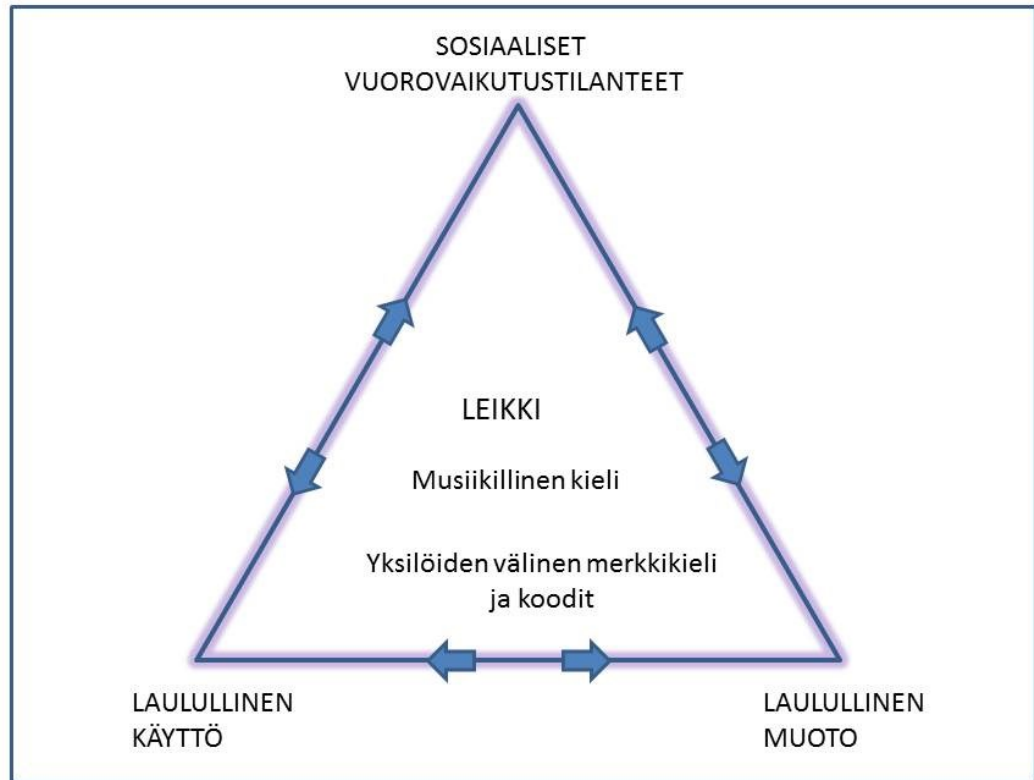 SOSIAALISET
VUOROVAIKUTUSTILANTEET
LEIKKI
Musiikillinen kieli
Yksilöiden välinen merkkikieli
ja koodit
LAULULLINEN
KÄYTTÖ
LAULULLINEN
MUOTO